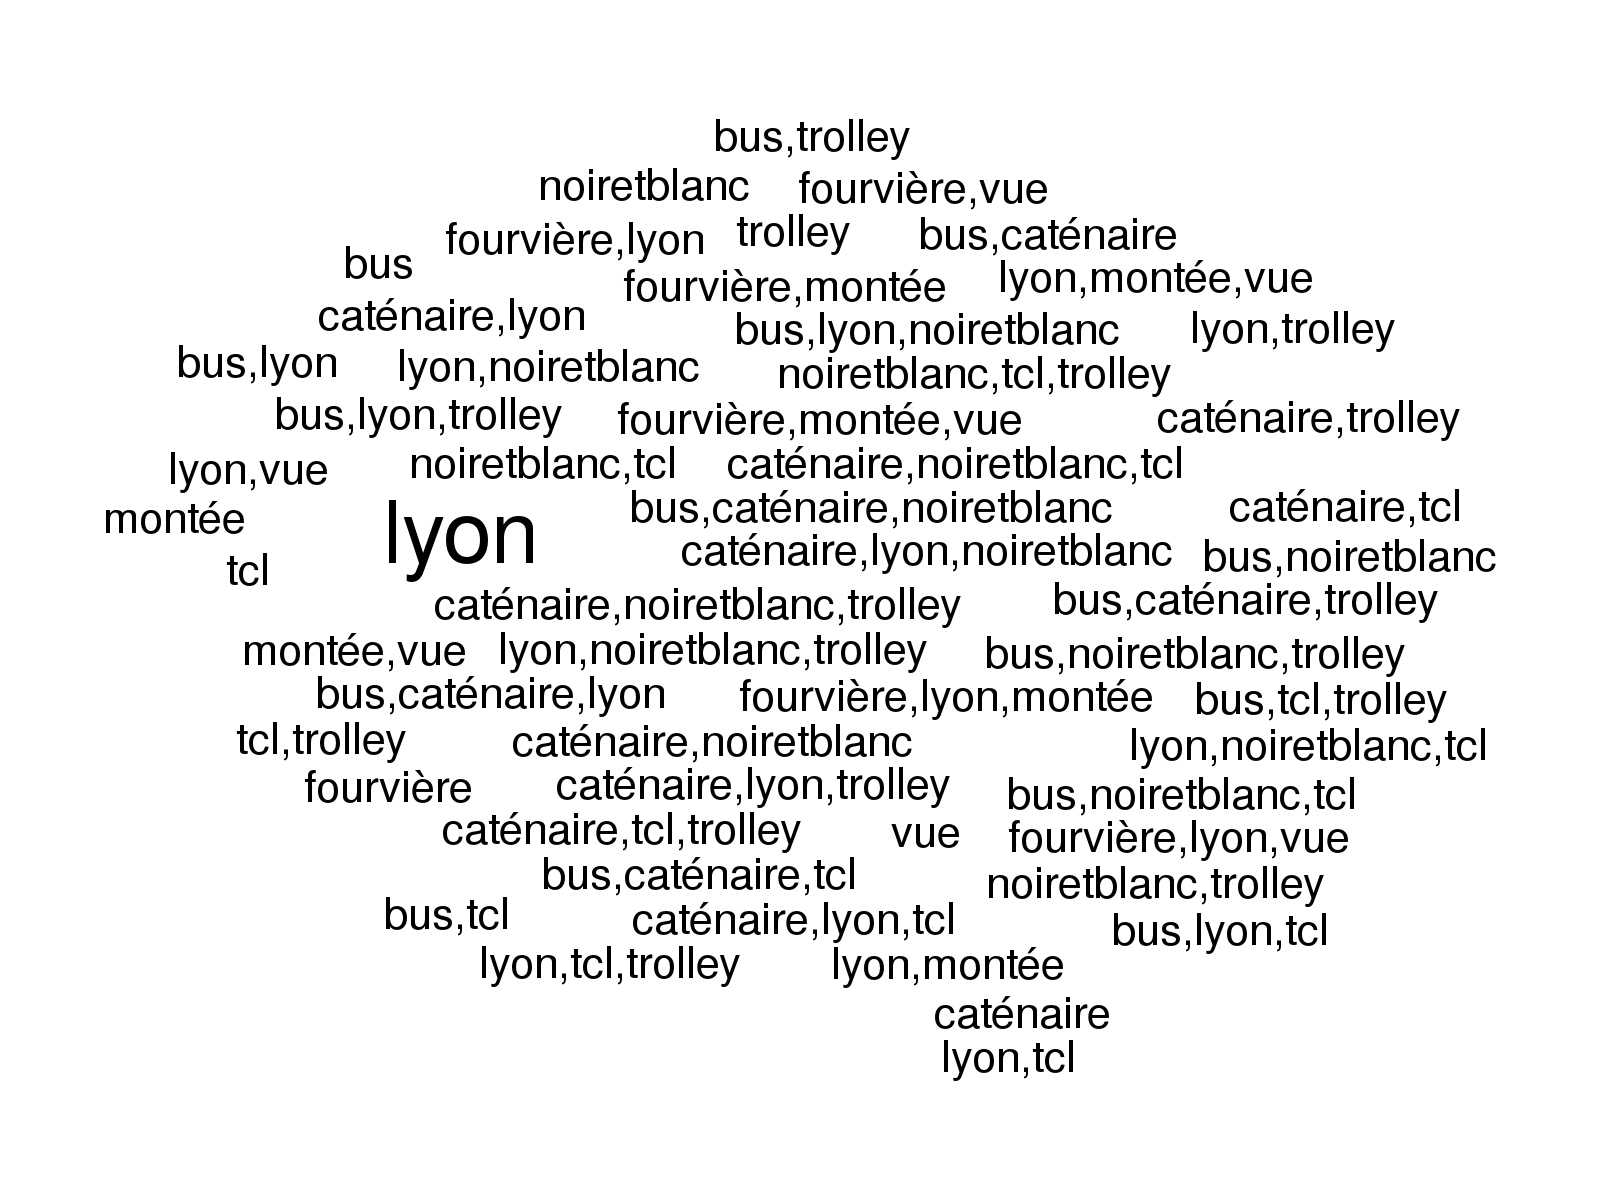 bus,trolley
noiretblanc fourvière,vue
fourvière,lyon trolley bus,caténaire
bus fourvière,montée lyon,montée,vue
caténaire,lyon bus,lyon,noiretblanc lyon,trolley
bus,lyon lyon,noiretblanc noiretblanc,tcl,trolley
bus,lyon,trolley fourvière,montée,vue caténaire,trolley
lyon,vue noiretblanc,tcl caténaire,noiretblanc,tcl
montée lyon bus,caténaire,noiretblanc caténaire,tcl
tcl caténaire,lyon,noiretblanc bus,noiretblanc
caténaire,noiretblanc,trolley bus,caténaire,trolley
montée,vue lyon,noiretblanc,trolley bus,noiretblanc,trolley
bus,caténaire,lyon fourvière,lyon,montée bus,tcl,trolley
tcl,trolley caténaire,noiretblanc lyon,noiretblanc,tcl
fourvière caténaire,lyon,trolley bus,noiretblanc,tcl
caténaire,tcl,trolley vue fourvière,lyon,vue
bus,caténaire,tcl noiretblanc,trolley
bus,tcl caténaire,lyon,tcl bus,lyon,tcl
lyon,tcl,trolley lyon,montée
caténaire
lyon,tcl